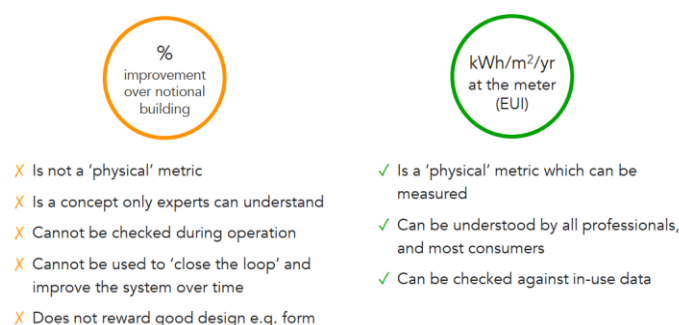 %
improvement
over notional
building
✗ Is not a ‘physical’ metric
✗ Is a concept only experts can understand
✗ Cannot be checked during operation
✗ Cannot be used to ‘close the loop’ and
improve the system over time
✗ Does not reward good design e.g. form
kWh/m²/yr
at the meter
(EUI)
✓ Is a ‘physical’ metric which can be
measured
✓ Can be understood by all professionals,
and most consumers
✓ Can be checked against in-use data